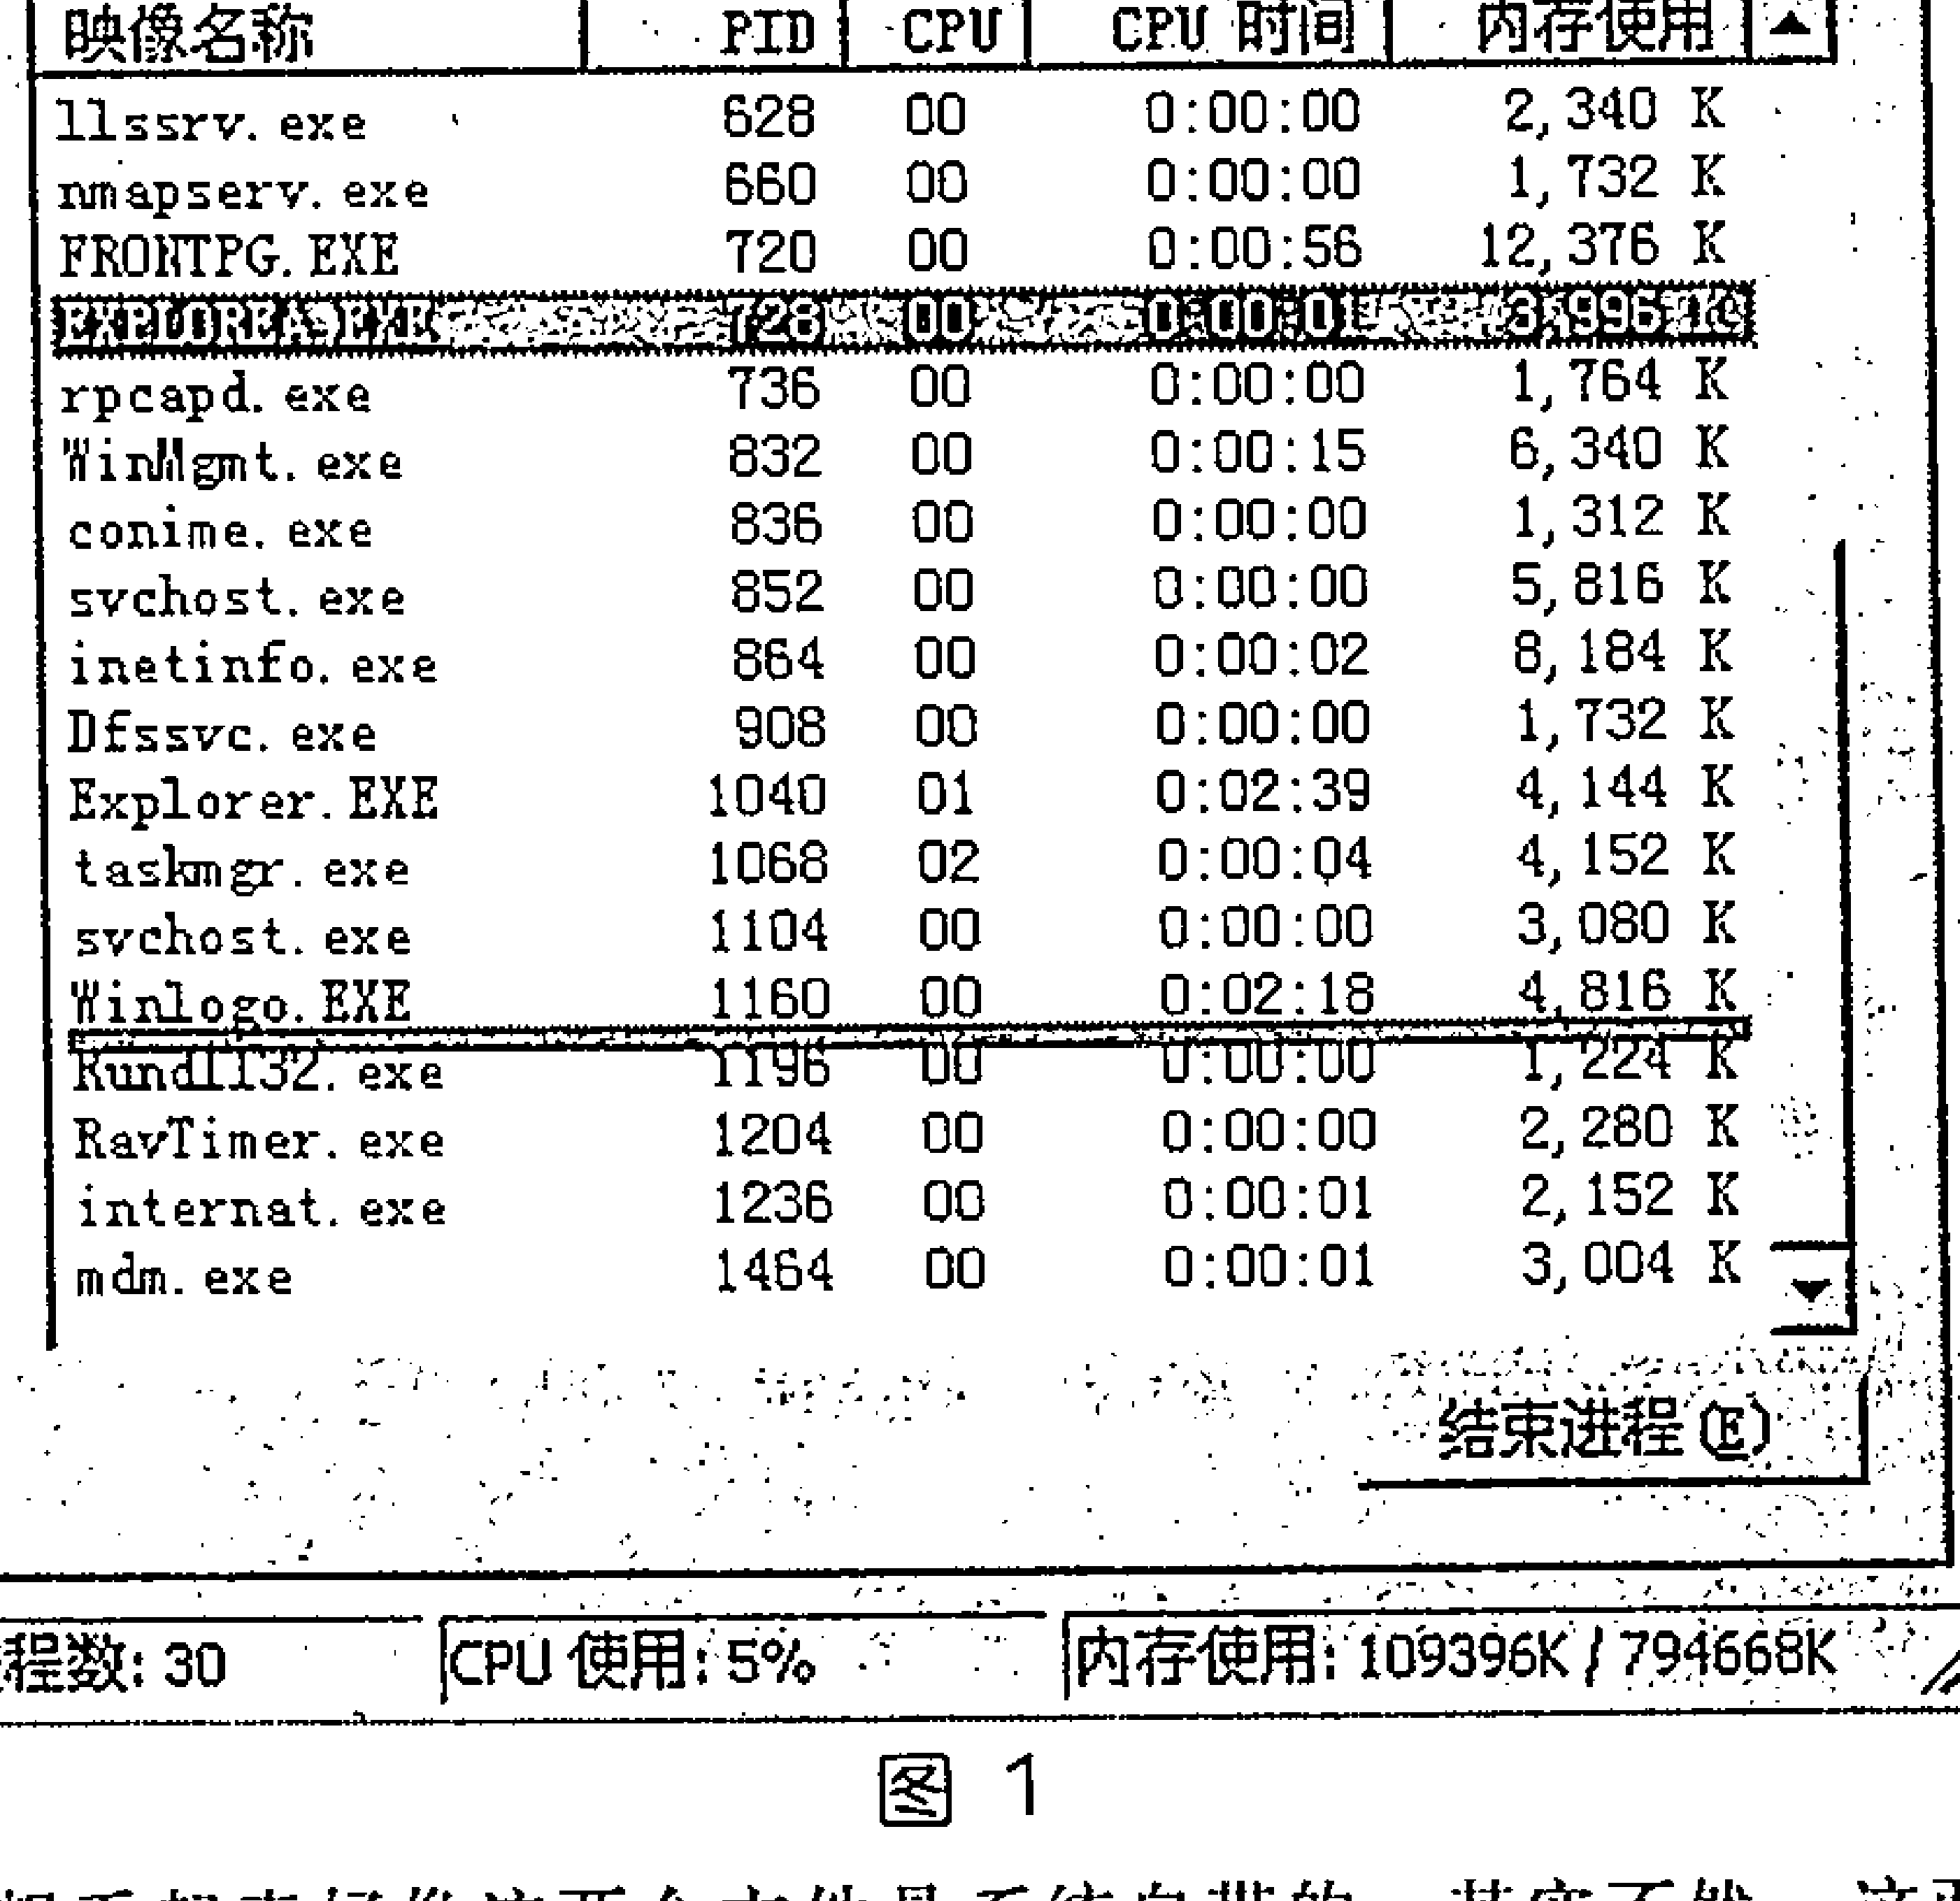 映像名称 PID CPU CPU 时间 内存使用
llssrv.exe 628 00 0:00:00 2,340 K
nmapserv.exe 660 00 0:00:00 1,732 K
FRONTPG.EXE 720 00 0:00:56 12,376 K
728 00 0:00:01 3,996 K
rpcapd.exe 736 00 0:00:00 1,764 K
WinMgmt.exe 832 00 0:00:15 6,340 K
conime.exe 836 00 0:00:00 1,312 K
svchost.exe 852 00 0:00:00 5,816 K
inetinfo.exe 864 00 0:00:02 8,184 K
Dfssvc.exe 908 00 0:00:00 1,732 K
Explorer.EXE 1040 01 0:02:39 4,144 K
taskmgr.exe 1068 02 0:00:04 4,152 K
svchost.exe 1104 00 0:00:00 3,080 K
Winlogo.EXE 1160 00 0:02:18 4,816 K
Rundll32.exe 1196 00 0:00:00 1,224 K
RavTimer.exe 1204 00 0:00:00 2,280 K
internat.exe 1236 00 0:00:01 2,152 K
mdm.exe 1464 00 0:00:01 3,004 K
结束进程(E)
程数: 30 CPU 使用: 5% 内存使用: 109396K / 794668K
图 1